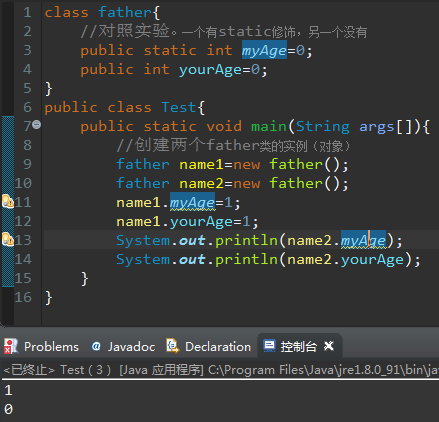 1 class father{
2 //对照实验。一个有static修饰，另一个没有
3 public static int myAge=0;
4 public int yourAge=0;
5 }
6 public class Test{
7 public static void main(String args[]){
8 //创建两个father类的实例（对象）
9 father name1=new father();
10 father name2=new father();
11 name1.myAge=1;
12 name1.yourAge=1;
13 System.out.println(name2.myAge);
14 System.out.println(name2.yourAge);
15 }
16 }
Problems @ Javadoc Declaration 控制台
<已终止> Test（3） [Java 应用程序] C:\Program Files\Java\jre1.8.0_91\bin\jav
1
0